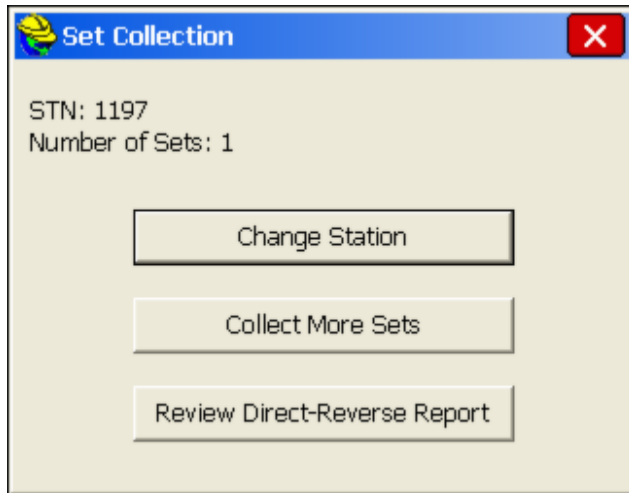 Set Collection
STN: 1197
Number of Sets: 1
Change Station
Collect More Sets
Review Direct-Reverse Report